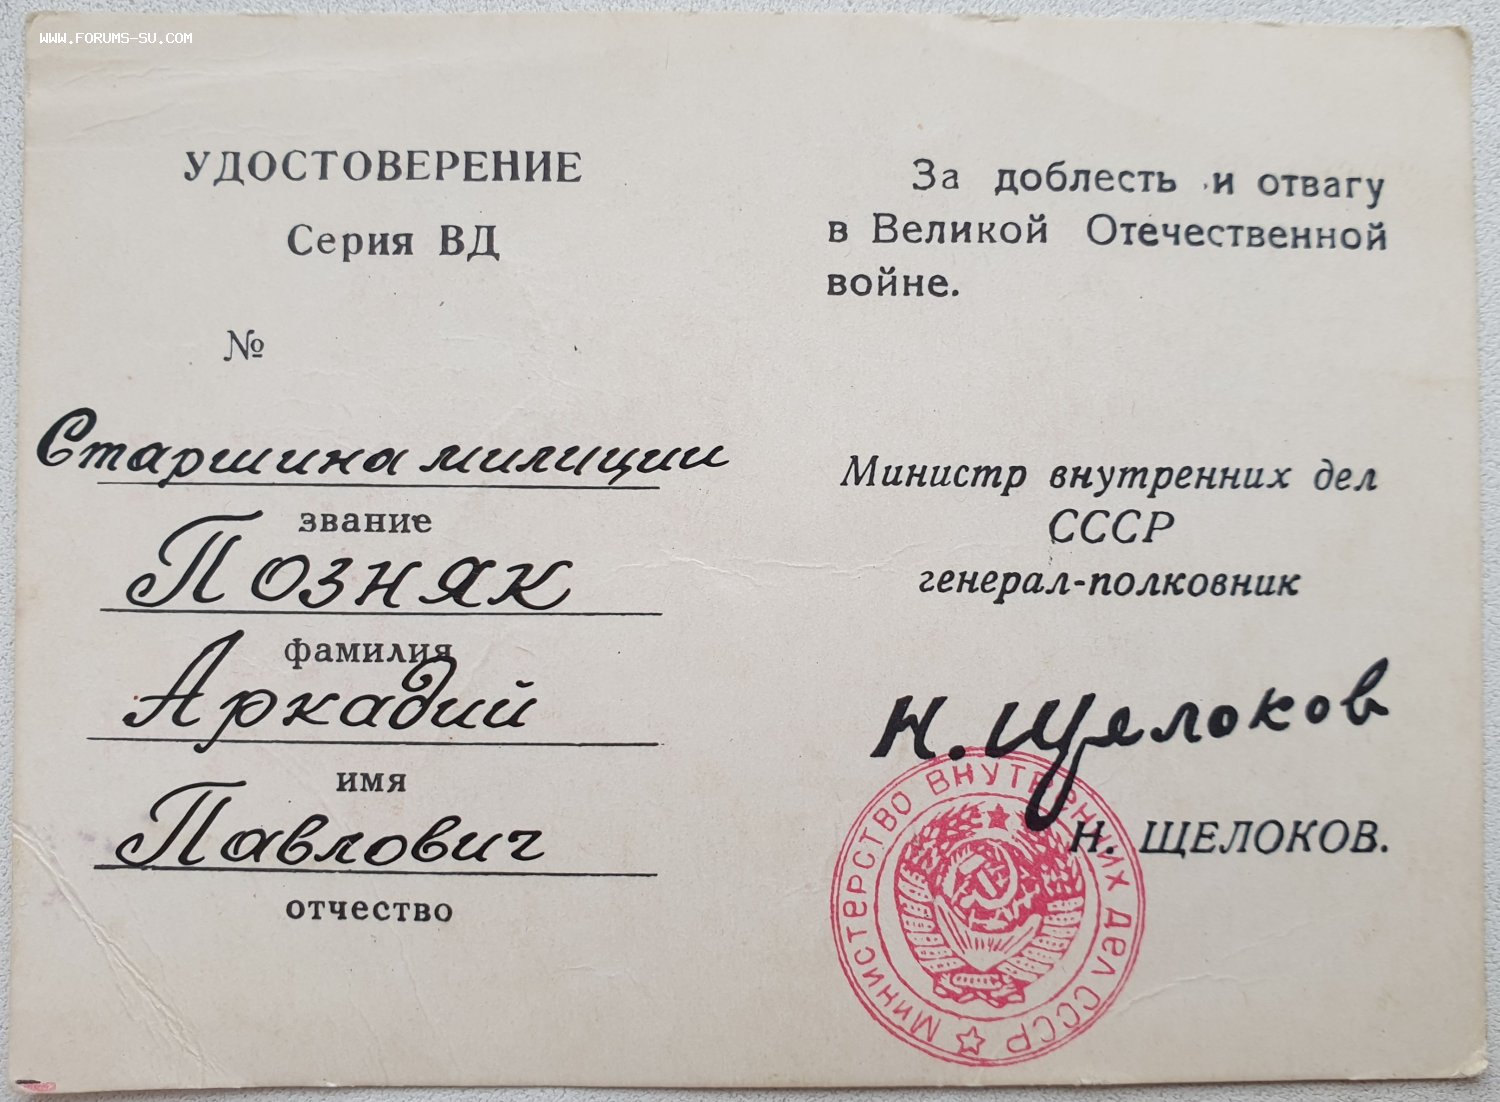 WWW.FORUMS-SU.COM
УДОСТОВЕРЕНИЕ
Серия ВД
№
Старшина милиции
звание
Позняк
фамилия
Аркадий
имя
Павлович
отчество
За доблесть и отвагу
в Великой Отечественной
войне.
Министр внутренних дел
СССР
генерал-полковник
Н. Щелоков
Н. ЩЕЛОКОВ.
МИНИСТЕРСТВО ВНУТРЕННИХ ДЕЛ СССР